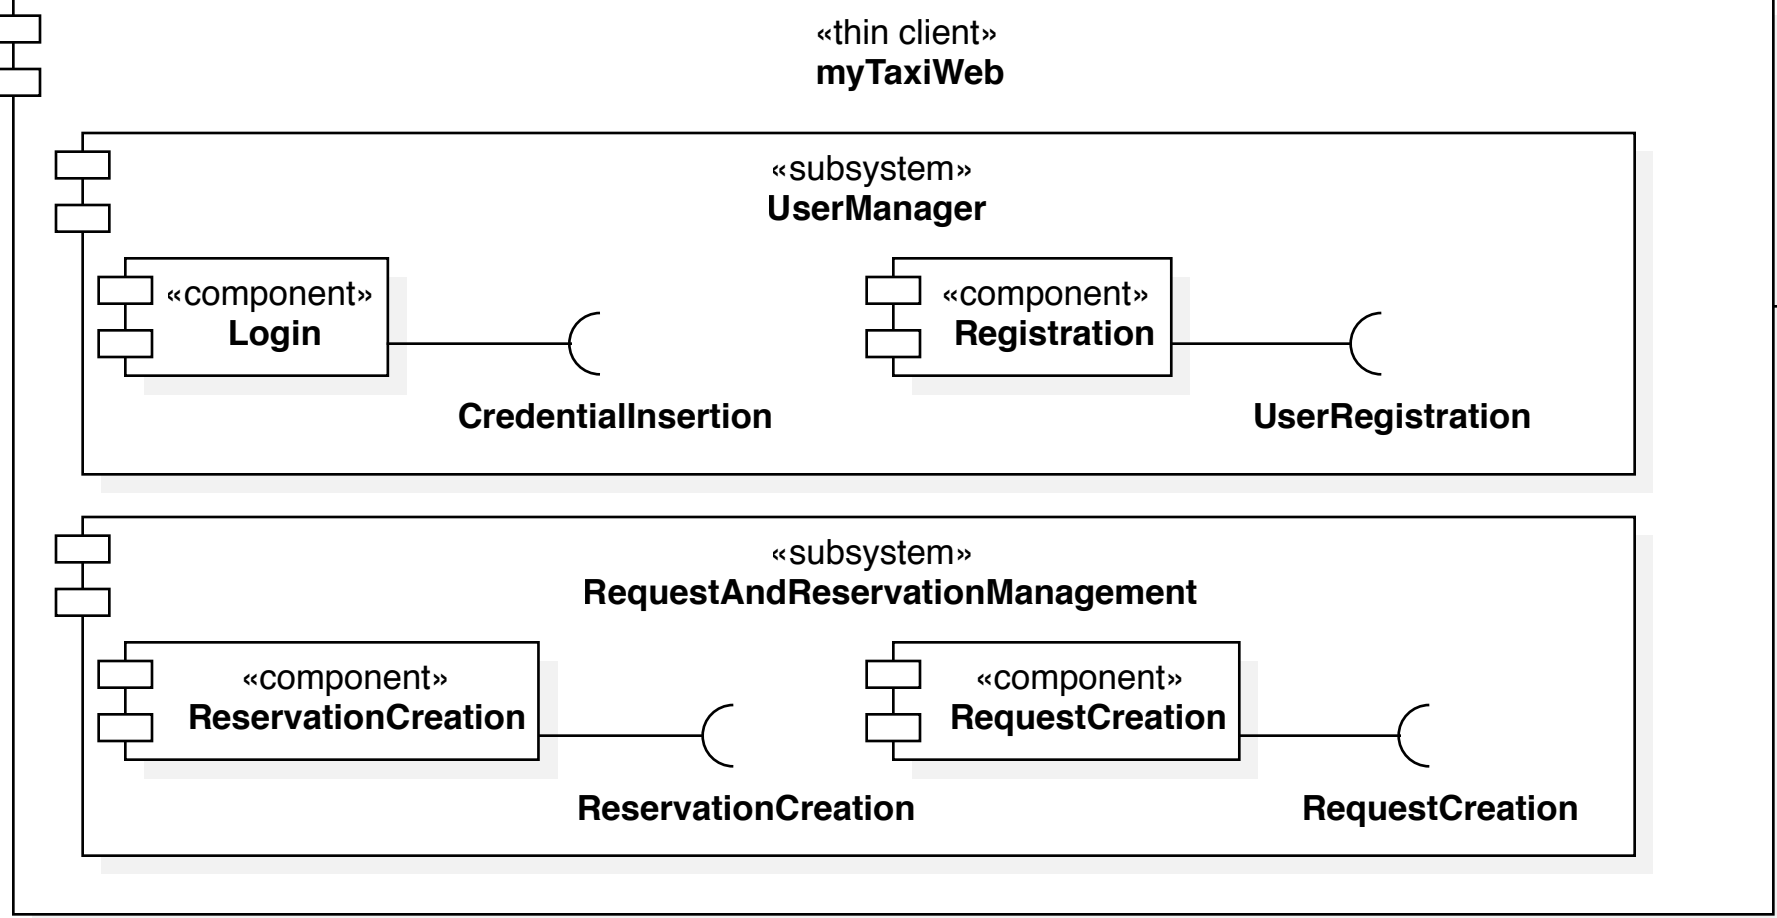 «thin client»
myTaxiWeb
«subsystem»
UserManager
«component»
Login
«component»
Registration
CredentialInsertion
UserRegistration
«subsystem»
RequestAndReservationManagement
«component»
ReservationCreation
«component»
RequestCreation
ReservationCreation
RequestCreation